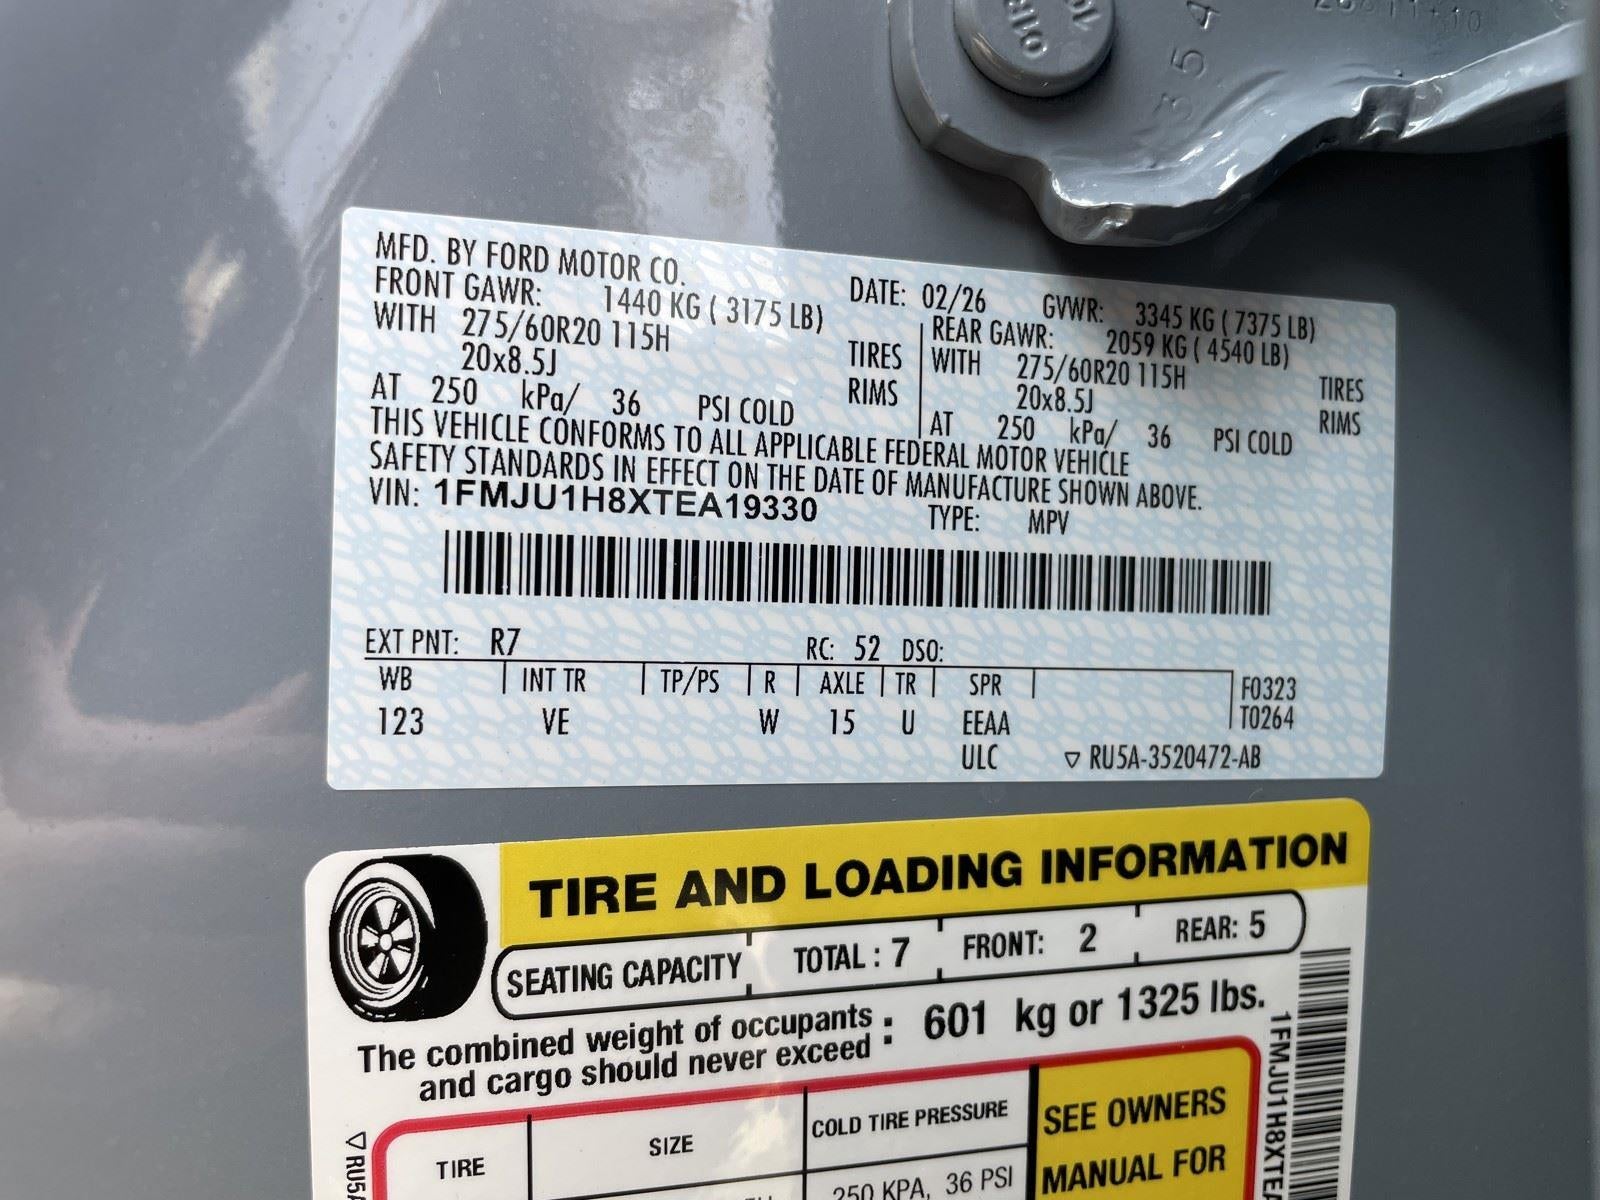 354
MFD. BY FORD MOTOR CO.
DATE: 02/26 GVWR: 3345 KG ( 7375 LB)
FRONT GAWR: 1440 KG ( 3175 LB)
WITH 275/60R20 115H TIRES
20x8.5J RIMS
AT 250 kPa/ 36 PSI COLD
REAR GAWR: 2059 KG ( 4540 LB)
WITH 275/60R20 115H TIRES
20x8.5J RIMS
AT 250 kPa/ 36 PSI COLD
THIS VEHICLE CONFORMS TO ALL APPLICABLE FEDERAL MOTOR VEHICLE
SAFETY STANDARDS IN EFFECT ON THE DATE OF MANUFACTURE SHOWN ABOVE.
VIN: 1FMJU1H8XTEA19330 TYPE: MPV
EXT PNT: R7 RC: 52 DSO:
WB INT TR TP/PS R AXLE TR SPR F0323
123 VE W 15 U EEAA T0264
ULC ▽ RU5A-3520472-AB
TIRE AND LOADING INFORMATION
SEATING CAPACITY TOTAL : 7 FRONT: 2 REAR: 5
The combined weight of occupants and cargo should never exceed : 601 kg or 1325 lbs.
TIRE SIZE COLD TIRE PRESSURE SEE OWNERS
250 KPA, 36 PSI MANUAL FOR
1FMJU1H8XTEA
▽ RU5A